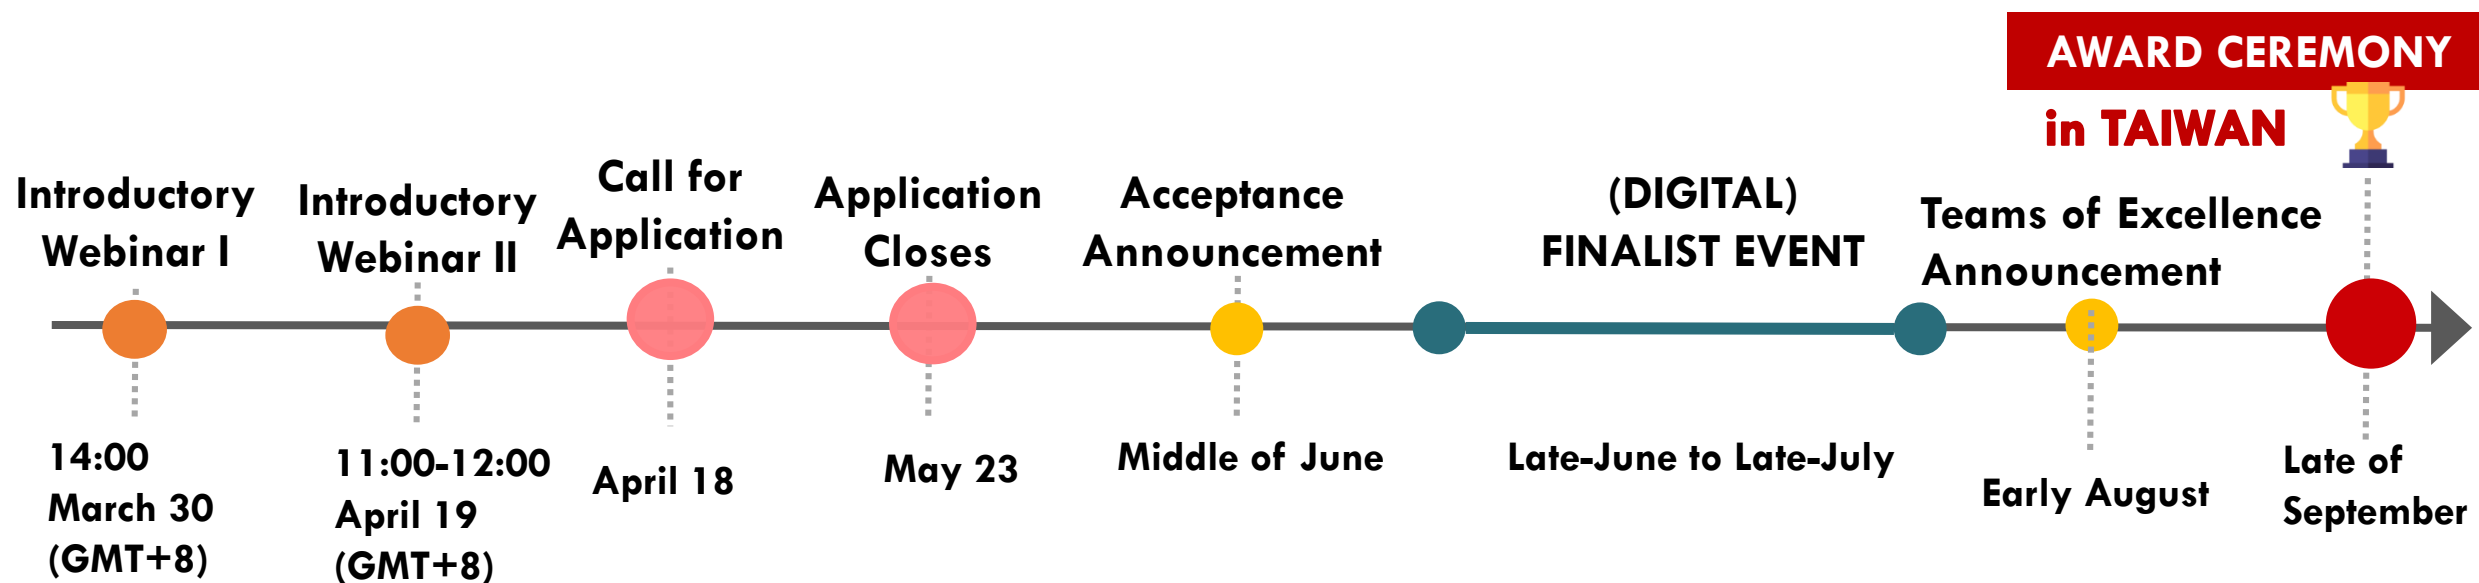 AWARD CEREMONY
in TAIWAN
Introductory
Webinar I
Introductory
Webinar II
Call for
Application
Application
Closes
Acceptance
Announcement
(DIGITAL)
FINALIST EVENT
Teams of Excellence
Announcement
14:00
March 30
(GMT+8)
11:00-12:00
April 19
(GMT+8)
April 18
May 23
Middle of June
Late-June to Late-July
Early August
Late of
September